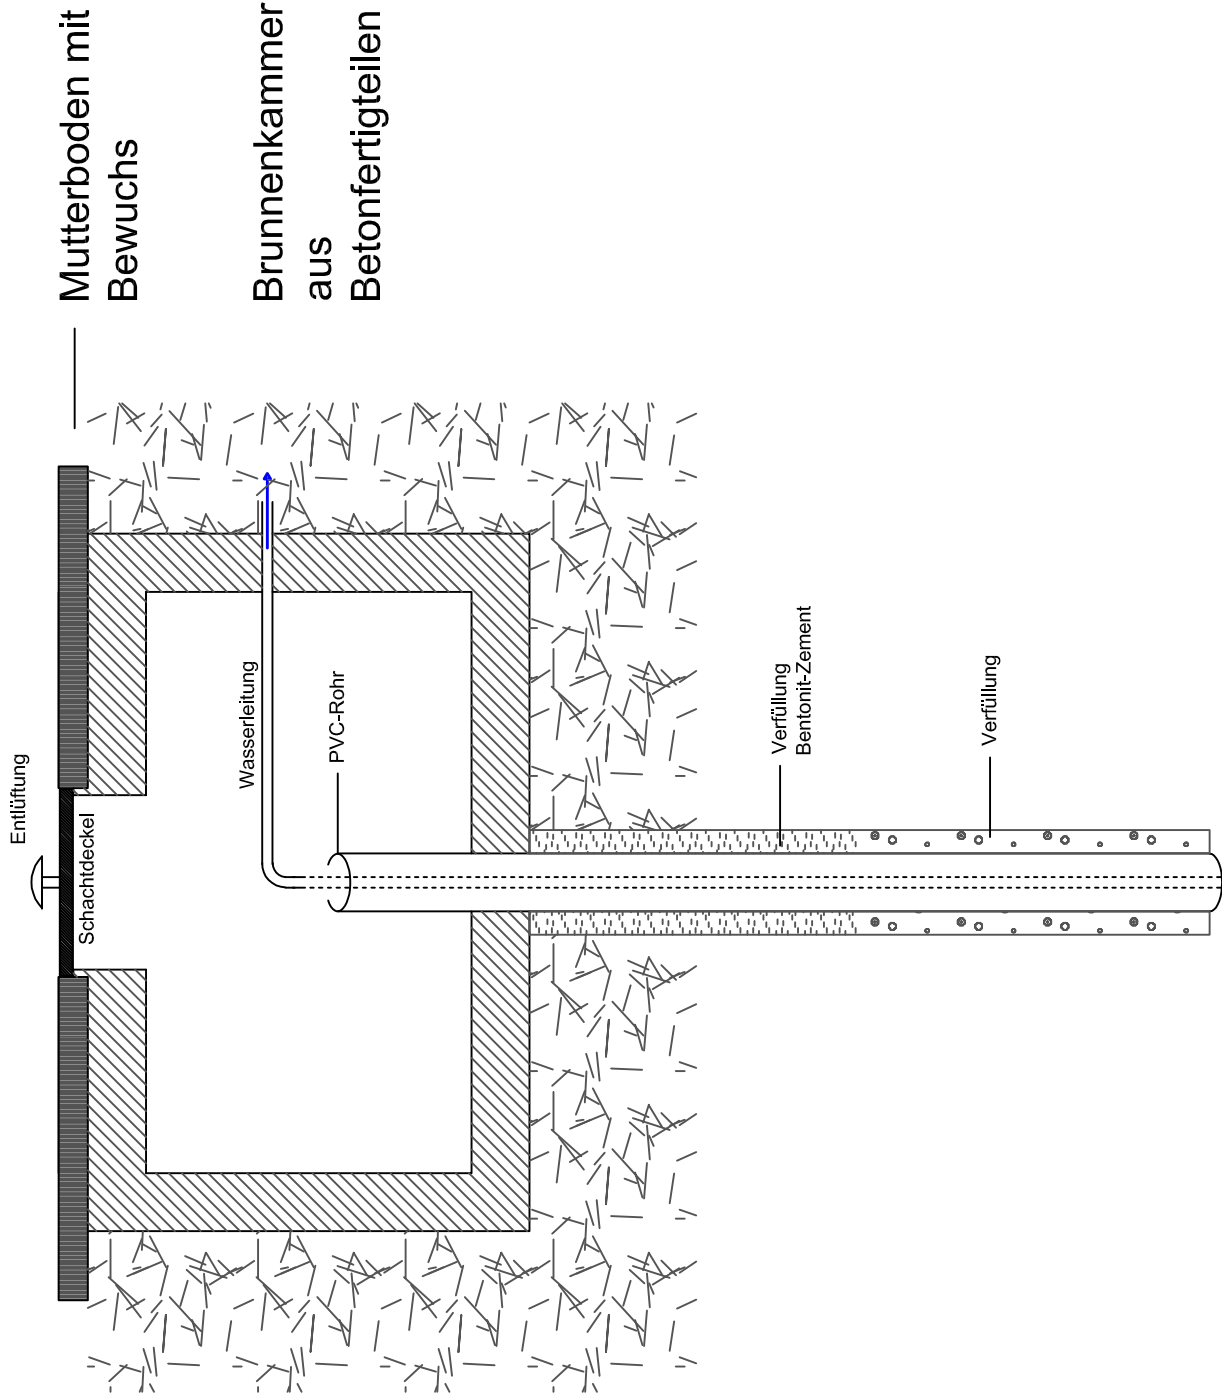 Mutterboden mit
Bewuchs
Brunnenkammer
aus
Betonfertigteilen
Entlüftung
Schachtdeckel
Wasserleitung
PVC-Rohr
Verfüllung
Bentonit-Zement
Verfüllung